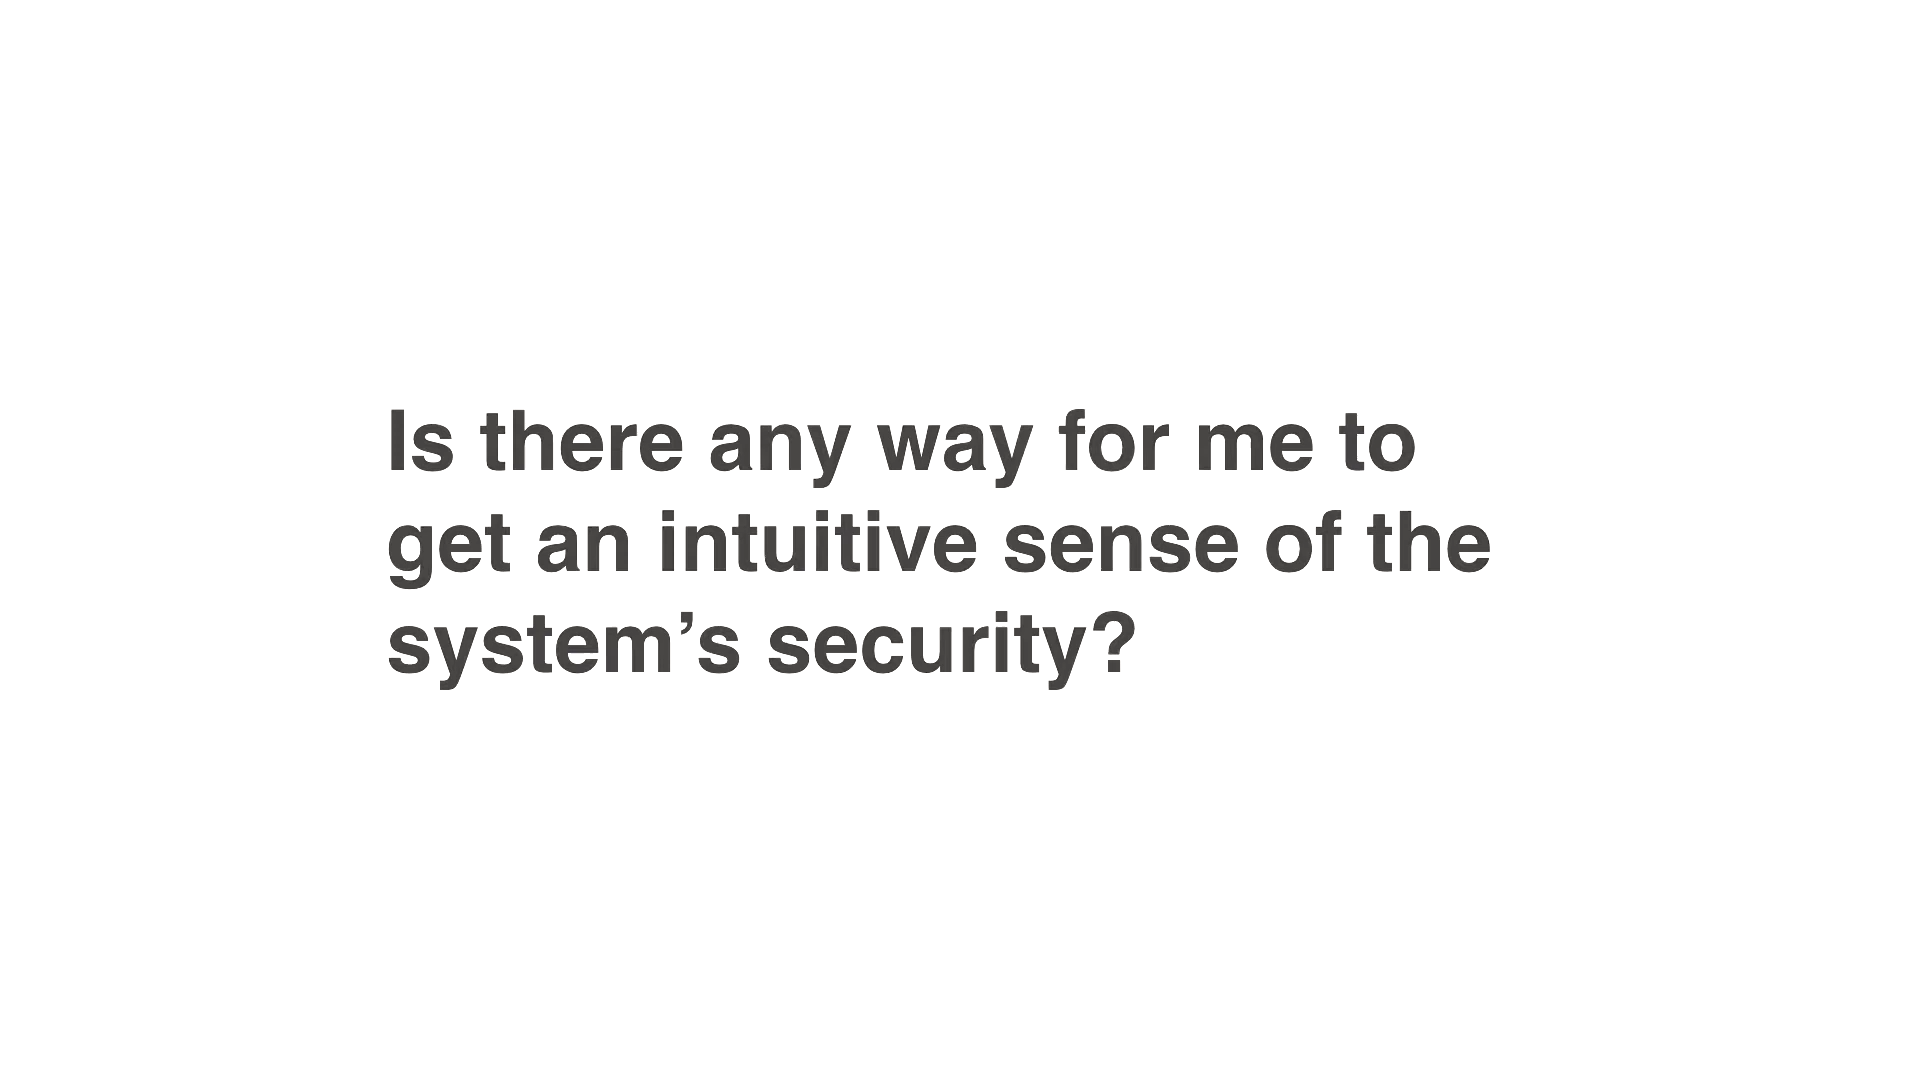 Is there any way for me to
get an intuitive sense of the
system’s security?